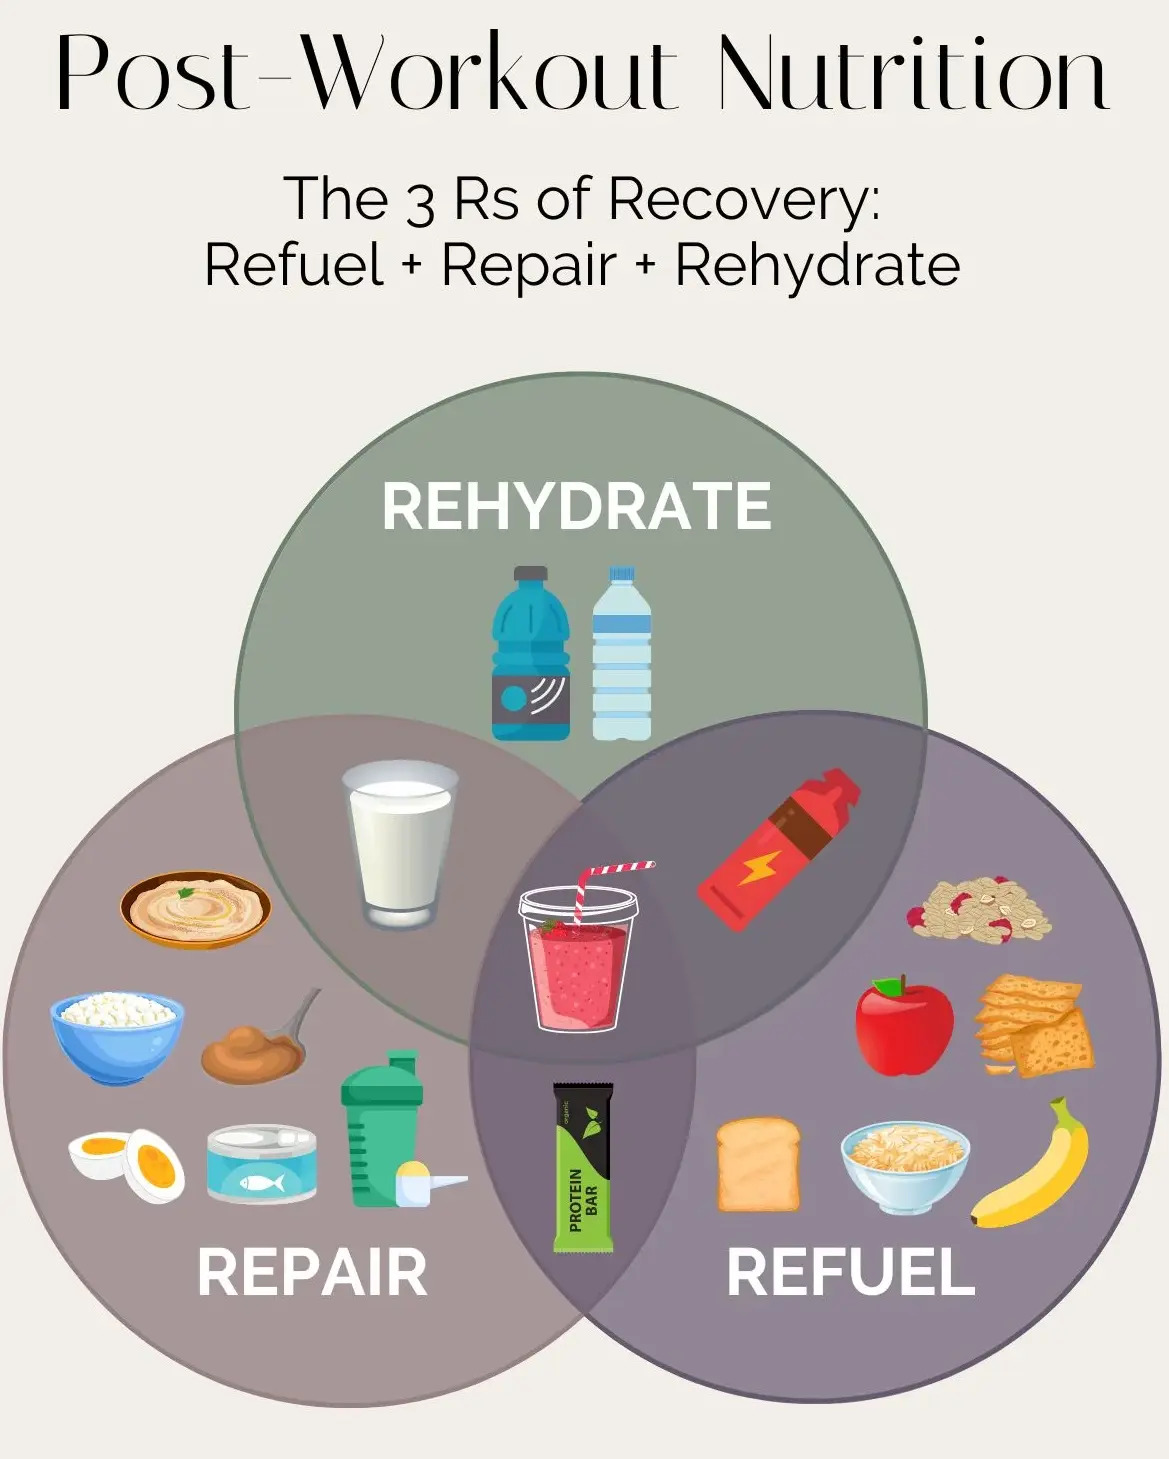 Post-Workout Nutrition
The 3 Rs of Recovery:
Refuel + Repair + Rehydrate
REHYDRATE
organic
PROTEIN
BAR
REPAIR
REFUEL